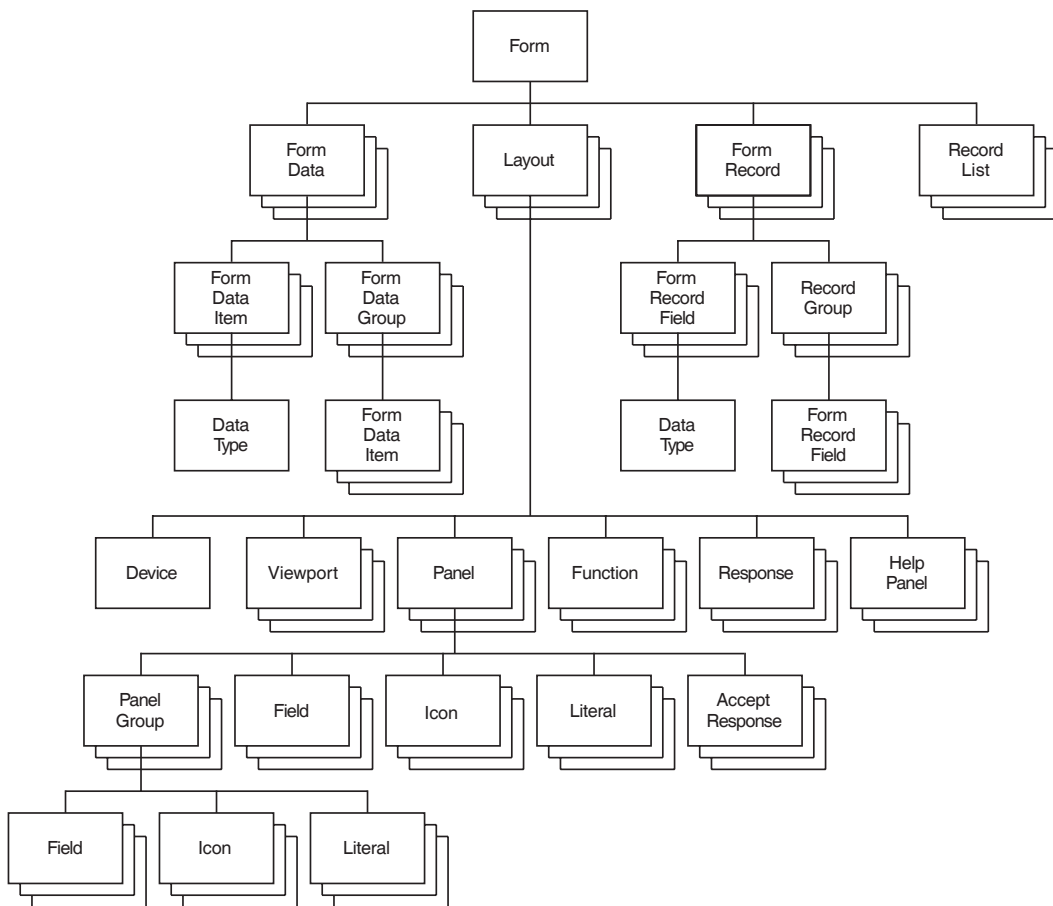 Form
Form
Data
Layout
Form
Record
Record
List
Form
Data
Item
Form
Data
Group
Form
Record
Field
Record
Group
Data
Type
Form
Data
Item
Data
Type
Form
Record
Field
Device
Viewport
Panel
Function
Response
Help
Panel
Panel
Group
Field
Icon
Literal
Accept
Response
Field
Icon
Literal